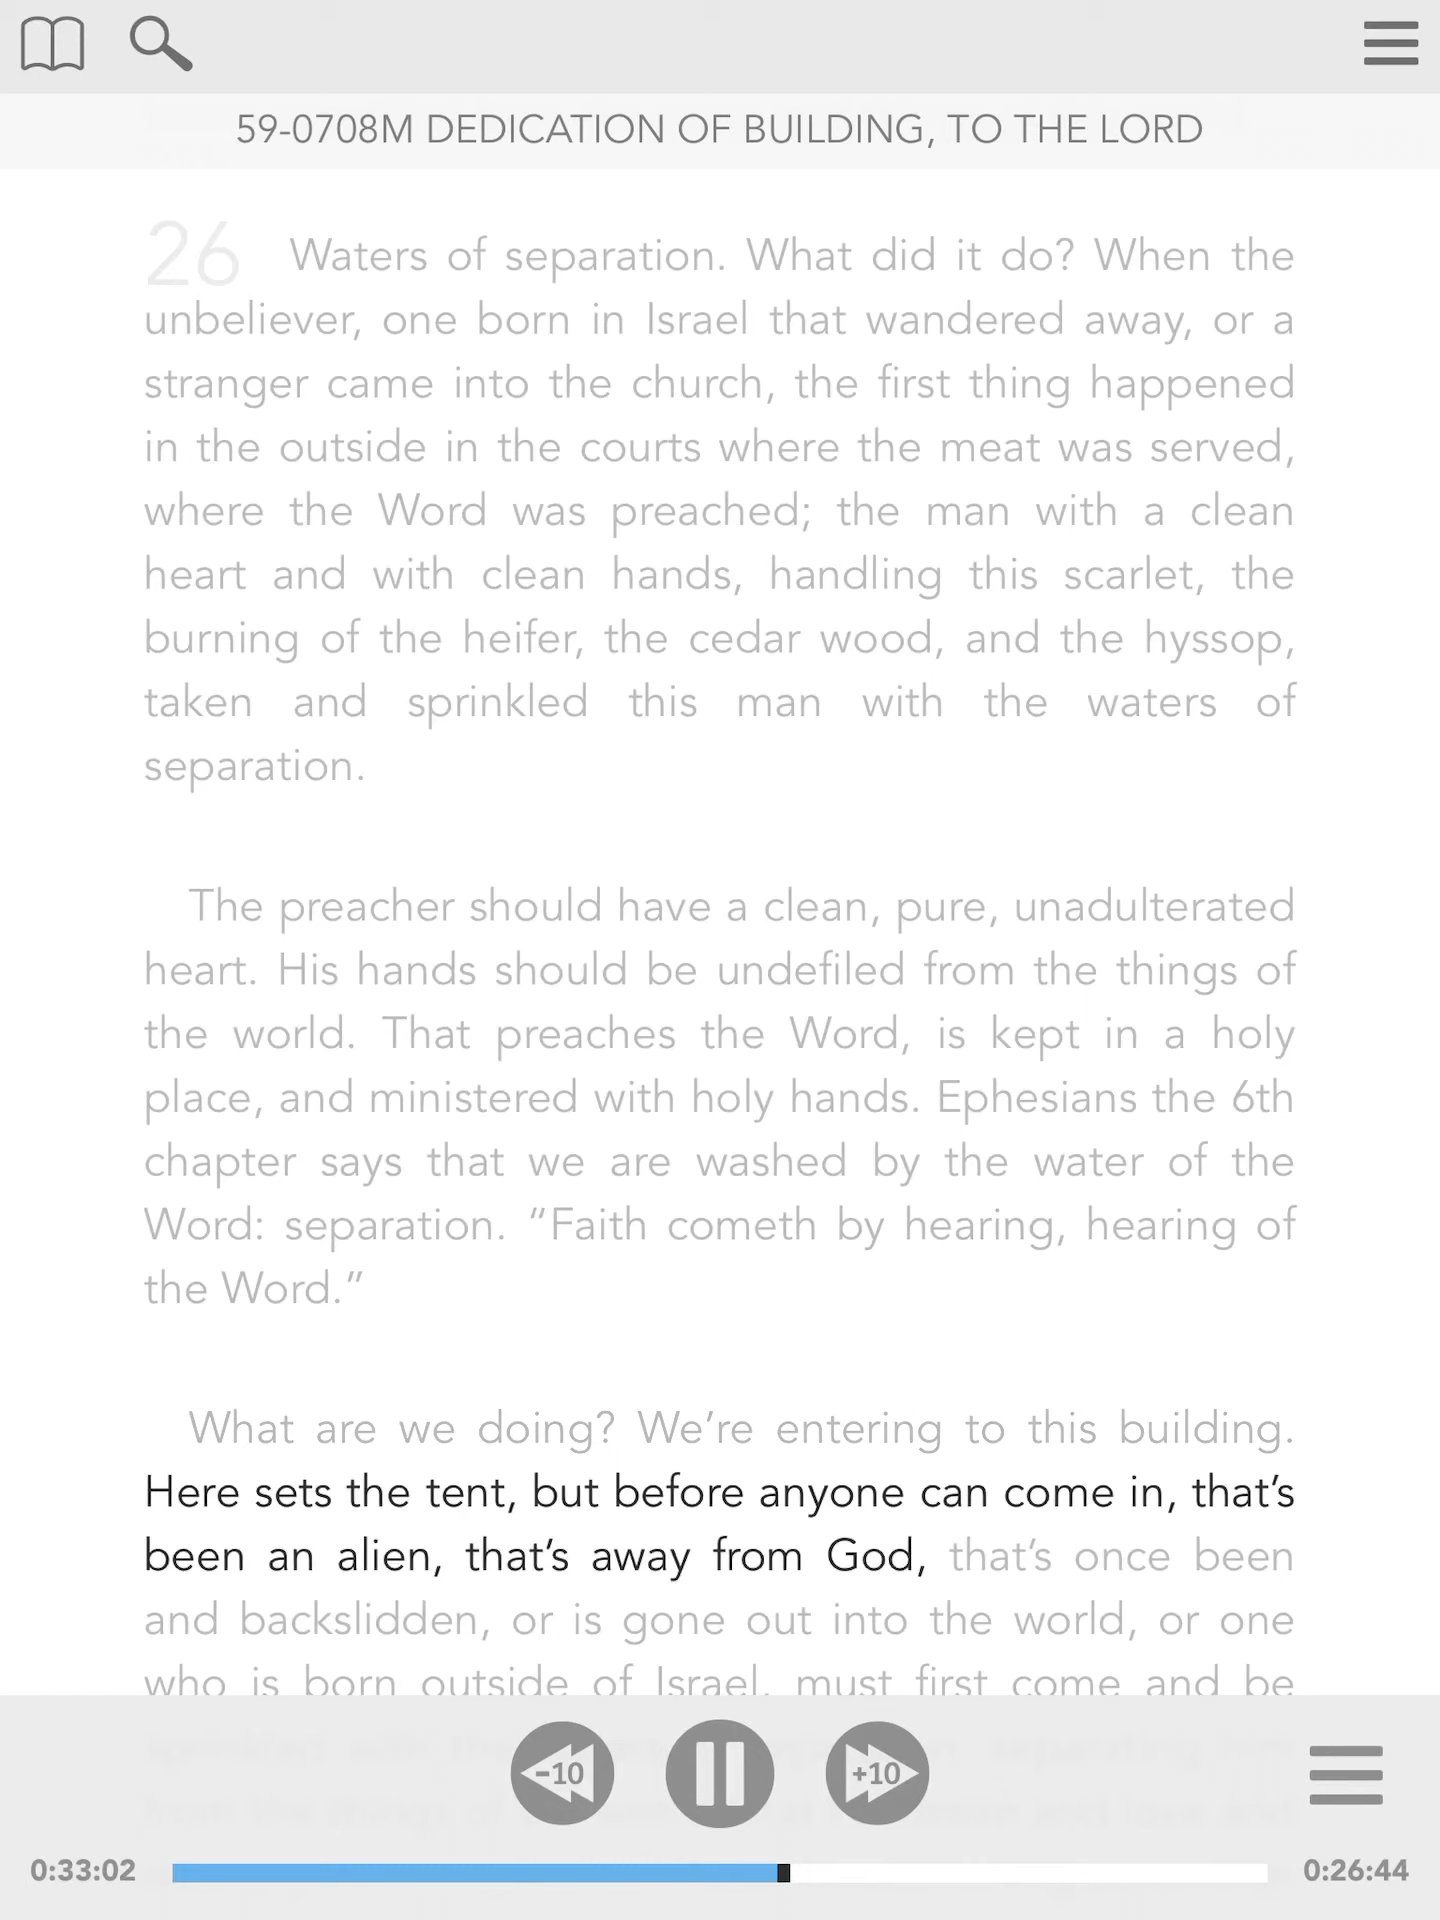 59-0708M DEDICATION OF BUILDING, TO THE LORD
26 Waters of separation. What did it do? When the
unbeliever, one born in Israel that wandered away, or a
stranger came into the church, the first thing happened
in the outside in the courts where the meat was served,
where the Word was preached; the man with a clean
heart and with clean hands, handling this scarlet, the
burning of the heifer, the cedar wood, and the hyssop,
taken and sprinkled this man with the waters of
separation.
The preacher should have a clean, pure, unadulterated
heart. His hands should be undefiled from the things of
the world. That preaches the Word, is kept in a holy
place, and ministered with holy hands. Ephesians the 6th
chapter says that we are washed by the water of the
Word: separation. “Faith cometh by hearing, hearing of
the Word.”
What are we doing? We’re entering to this building.
Here sets the tent, but before anyone can come in, that’s
been an alien, that’s away from God, that’s once been
and backslidden, or is gone out into the world, or one
who is born outside of Israel, must first come and be
-10 +10
0:33:02 0:26:44